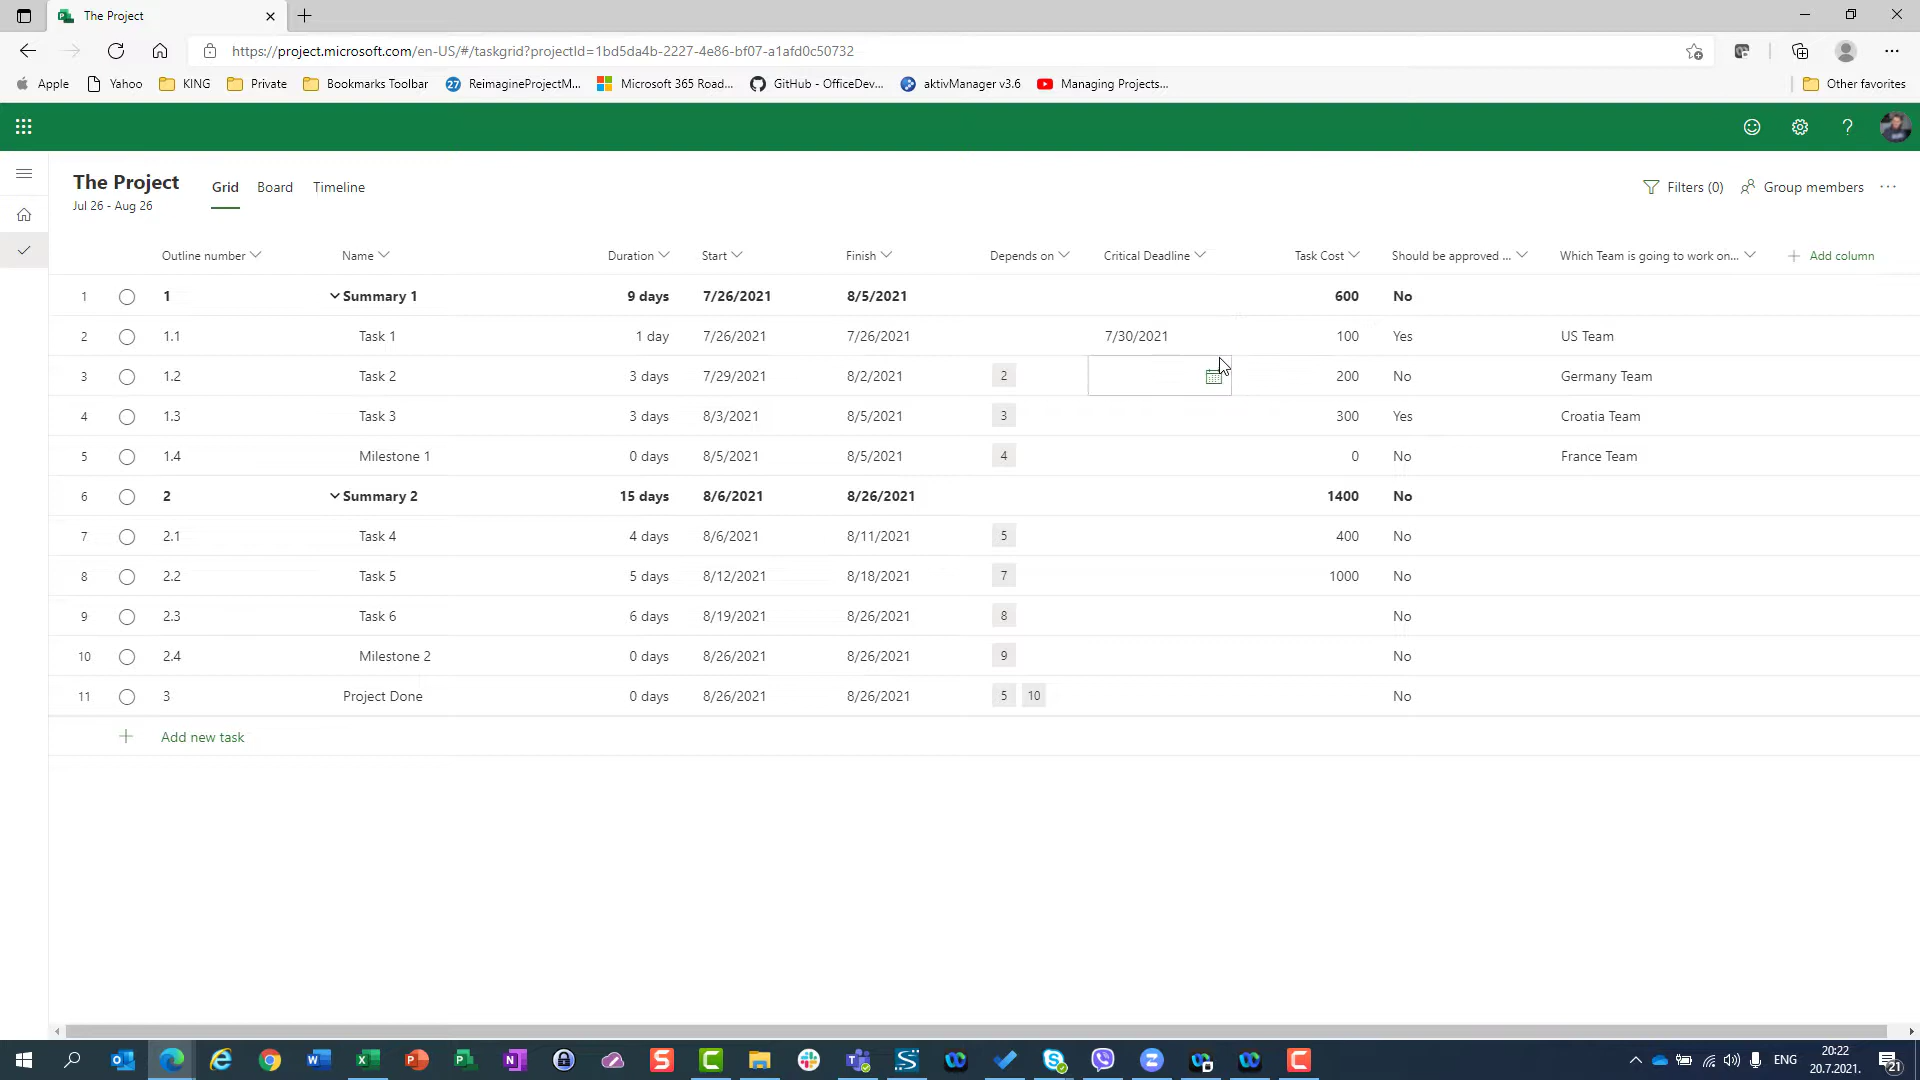 The Project
https://project.microsoft.com/en-US/#/taskgrid?projectId=1bd5da4b-2227-4e86-bf07-a1afd0c50732
Apple Yahoo KING Private Bookmarks Toolbar ReimagineProjectM... Microsoft 365 Road... GitHub - OfficeDev... aktivManager v3.6 Managing Projects... Other favorites
The Project Grid Board Timeline Filters (0) Group members
Jul 26 - Aug 26
Outline number Name Duration Start Finish Depends on Critical Deadline Task Cost Should be approved ... Which Team is going to work on... Add column
1 1 Summary 1 9 days 7/26/2021 8/5/2021 600 No
2 1.1 Task 1 1 day 7/26/2021 7/26/2021 7/30/2021 100 Yes US Team
3 1.2 Task 2 3 days 7/29/2021 8/2/2021 2 200 No Germany Team
4 1.3 Task 3 3 days 8/3/2021 8/5/2021 3 300 Yes Croatia Team
5 1.4 Milestone 1 0 days 8/5/2021 8/5/2021 4 0 No France Team
6 2 Summary 2 15 days 8/6/2021 8/26/2021 1400 No
7 2.1 Task 4 4 days 8/6/2021 8/11/2021 5 400 No
8 2.2 Task 5 5 days 8/12/2021 8/18/2021 7 1000 No
9 2.3 Task 6 6 days 8/19/2021 8/26/2021 8 No
10 2.4 Milestone 2 0 days 8/26/2021 8/26/2021 9 No
11 3 Project Done 0 days 8/26/2021 8/26/2021 5 10 No
Add new task
ENG 20:22
20.7.2021. 21